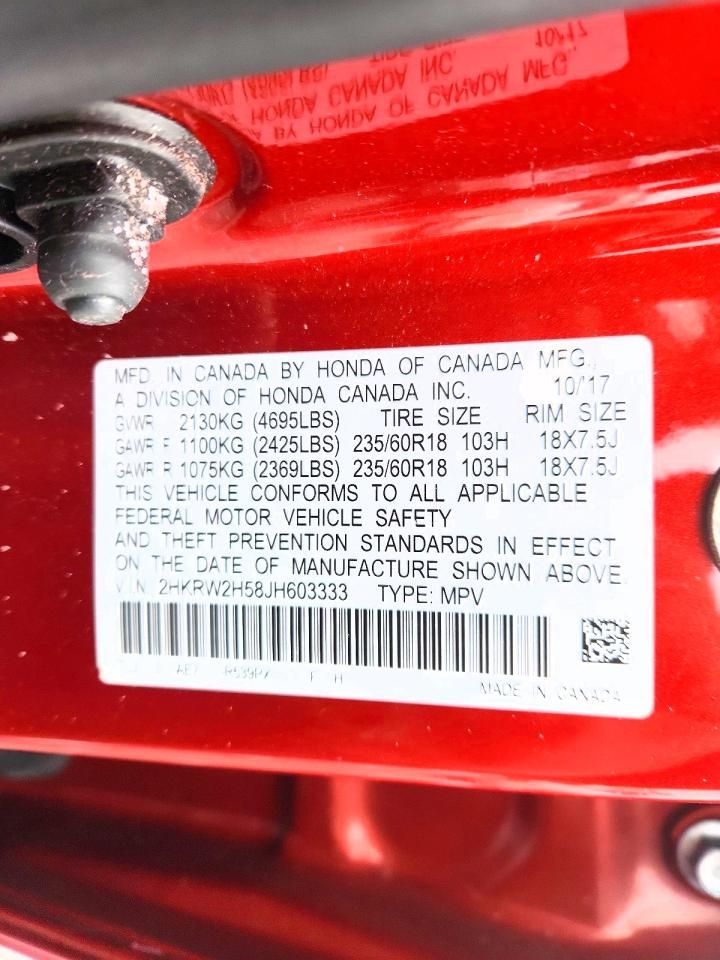 MFD. IN CANADA BY HONDA OF CANADA MFG.,
A DIVISION OF HONDA CANADA INC. 10/'17
GVWR 2130KG (4695LBS) TIRE SIZE RIM SIZE
GAWR F 1100KG (2425LBS) 235/60R18 103H 18X7.5J
GAWR R 1075KG (2369LBS) 235/60R18 103H 18X7.5J
THIS VEHICLE CONFORMS TO ALL APPLICABLE
FEDERAL MOTOR VEHICLE SAFETY
AND THEFT PREVENTION STANDARDS IN EFFECT
ON THE DATE OF MANUFACTURE SHOWN ABOVE.
V.I.N. 2HKRW2H58JH603333 TYPE: MPV
MADE IN CANADA